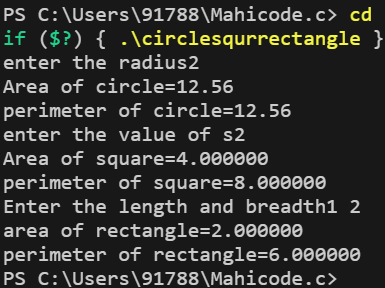 PS C:\Users\91788\Mahicode.c> cd
if ($?) { .\circlesqurrectangle }
enter the radius2
Area of circle=12.56
perimeter of circle=12.56
enter the value of s2
Area of square=4.000000
perimeter of square=8.000000
Enter the length and breadth1 2
area of rectangle=2.000000
perimeter of rectangle=6.000000
PS C:\Users\91788\Mahicode.c>